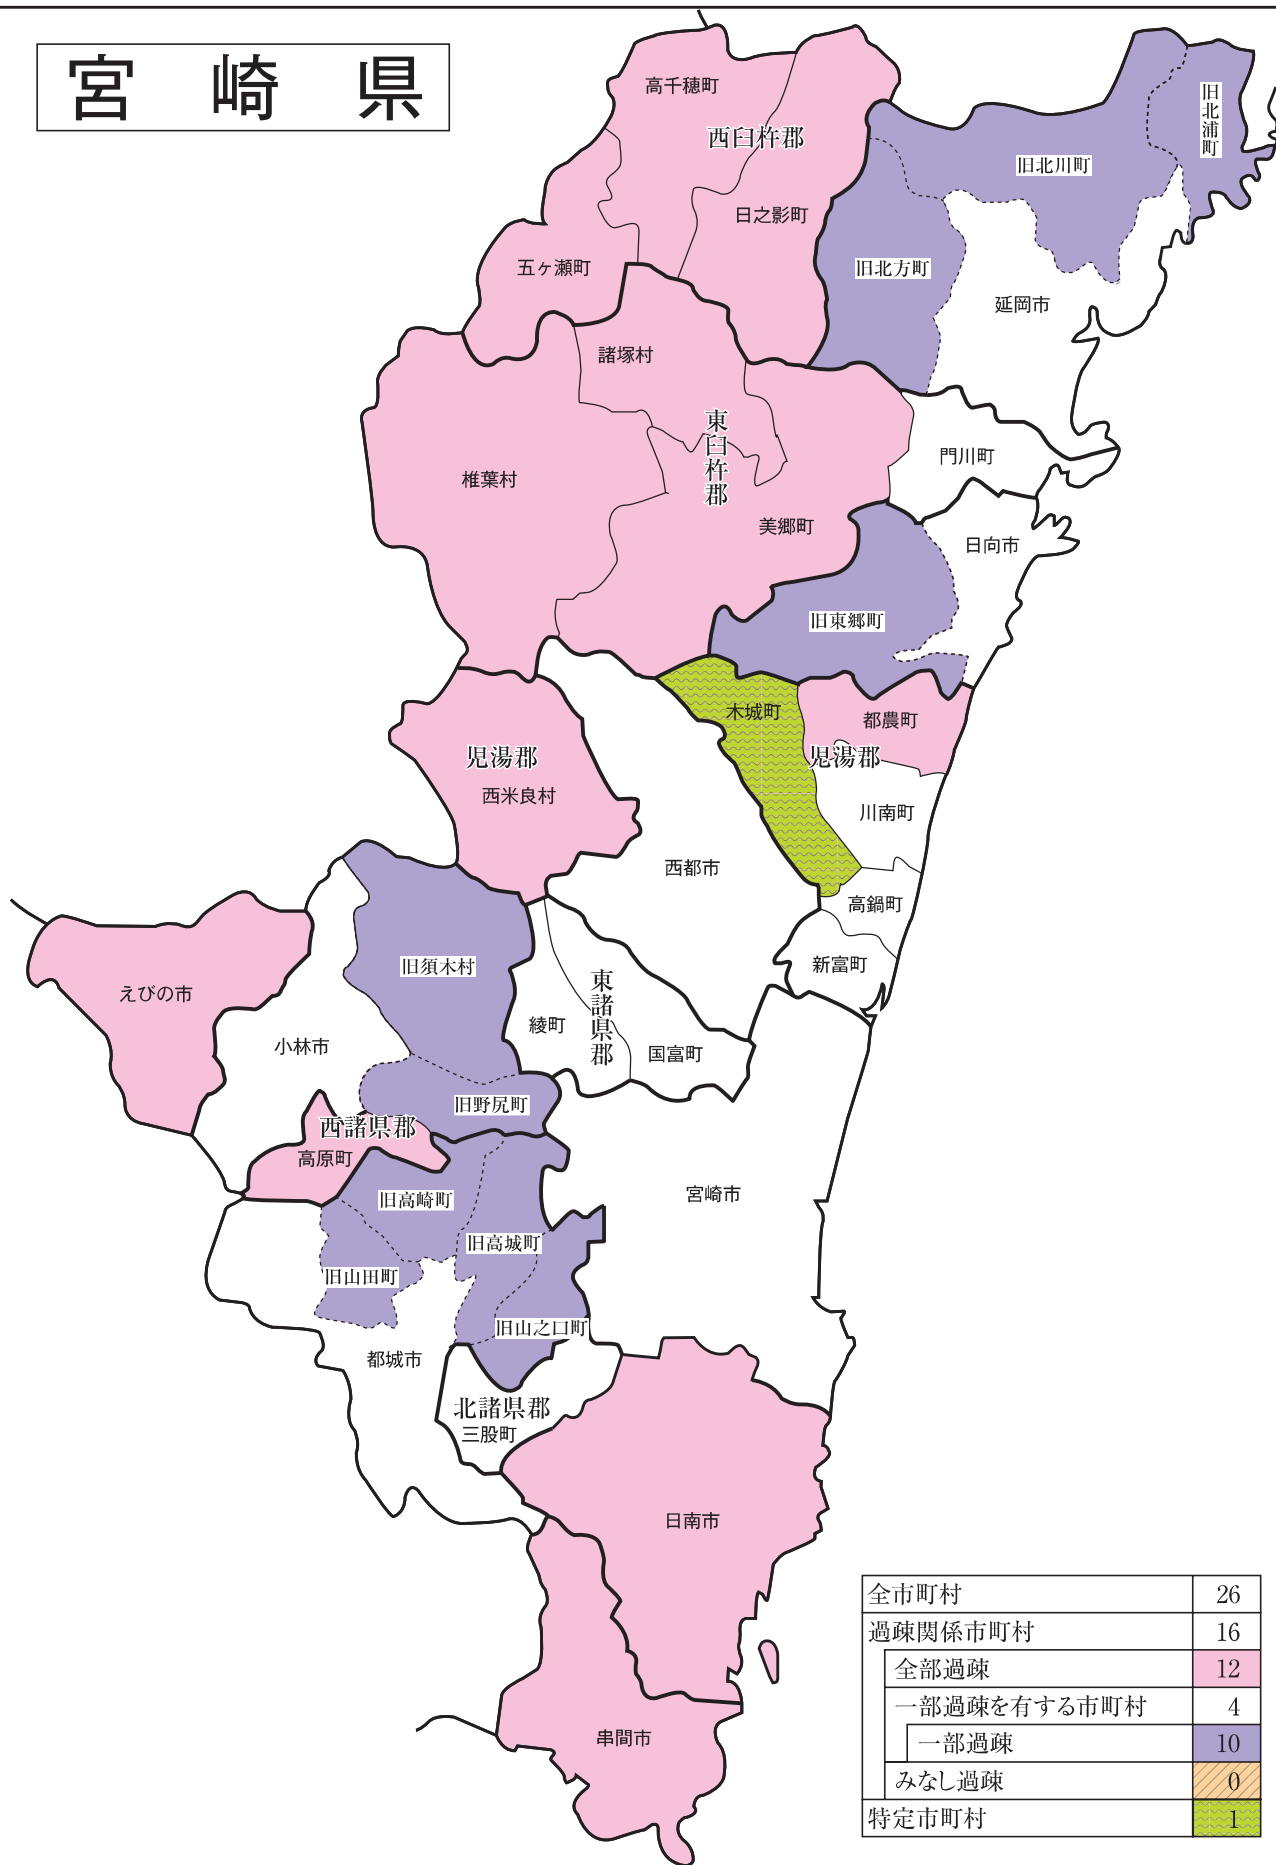 宮崎県
高千穂町
西臼杵郡
日之影町
五ヶ瀬町
旧北浦町
旧北川町
旧北方町
延岡市
諸塚村
東臼杵郡
椎葉村
美郷町
門川町
日向市
旧東郷町
木城町
都農町
児湯郡
児湯郡
西米良村
川南町
西都市
高鍋町
新富町
旧須木村
えびの市
東諸県郡
綾町
国富町
小林市
旧野尻町
西諸県郡
高原町
宮崎市
旧高崎町
旧高城町
旧山田町
旧山之口町
都城市
北諸県郡
三股町
日南市
串間市
全市町村 26
過疎関係市町村 16
全部過疎 12
一部過疎を有する市町村 4
一部過疎 10
みなし過疎 0
特定市町村 1